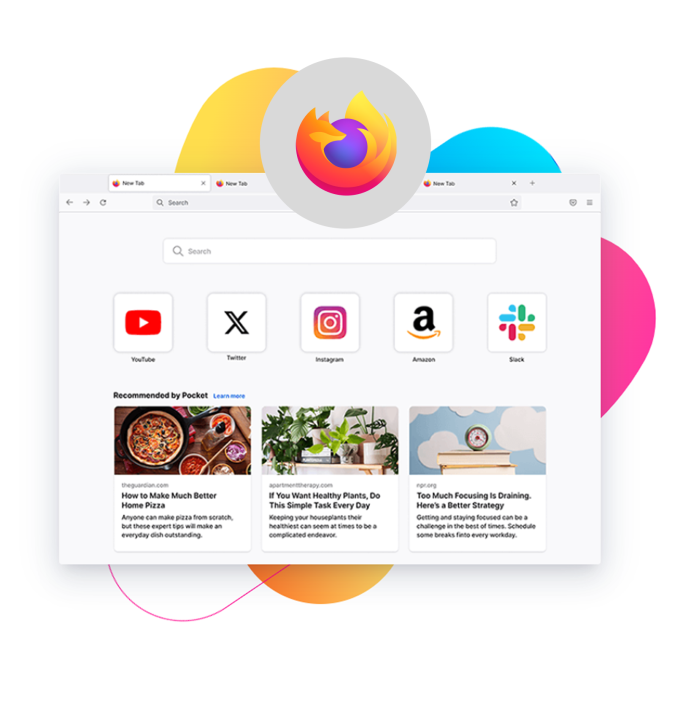 New Tab
New Tab
New Tab
Search
Search
YouTube
Twitter
Instagram
Amazon
Slack
Recommended by Pocket Learn more
theguardian.com
How to Make Much Better
Home Pizza
Anyone can make pizza from scratch,
but these expert tips will make an
everyday dish outstanding.
apartmenttherapy.com
If You Want Healthy Plants, Do
This Simple Task Every Day
Keeping your houseplants their
healthiest can seem at times to be a
complicated endeavor.
npr.org
Too Much Focusing Is Draining.
Here's a Better Strategy
Getting and staying focused can be a
challenge in the best of times. Schedule
some breaks finto every workday.